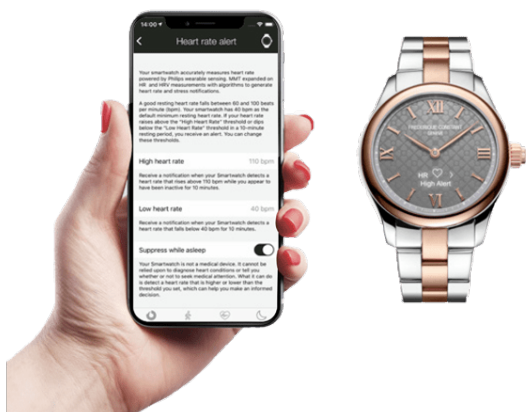 14:00
Heart rate alert
Your smartwatch accurately measures heart rate
powered by Philips wearable sensing. MMT expanded on
HR and HRV measurements with algorithms to generate
heart rate and stress notifications.
A good resting heart rate falls between 60 and 100 beats
per minute (bpm). Your smartwatch has 40 bpm as the
default minimum resting heart rate. If your heart rate
raises above the "High Heart Rate" threshold or dips
below the "Low Heart Rate" threshold in a 10-minute
resting period, you receive an alert. You can change
these thresholds.
High heart rate 110 bpm
Receive a notification when your Smartwatch detects a
heart rate that rises above 110 bpm while you appear to
have been inactive for 10 minutes.
Low heart rate 40 bpm
Receive a notification when your Smartwatch detects a
heart rate that falls below 40 bpm for 10 minutes.
Suppress while asleep
Your Smartwatch is not a medical device. It cannot be
relied upon to diagnose heart conditions or tell you
whether or not to seek medical attention. What it can do
is detect a heart rate that is higher or lower than the
threshold you set, which can help you make an informed
decision.
FREDERIQUE CONSTANT
GENEVE
HR
High Alert